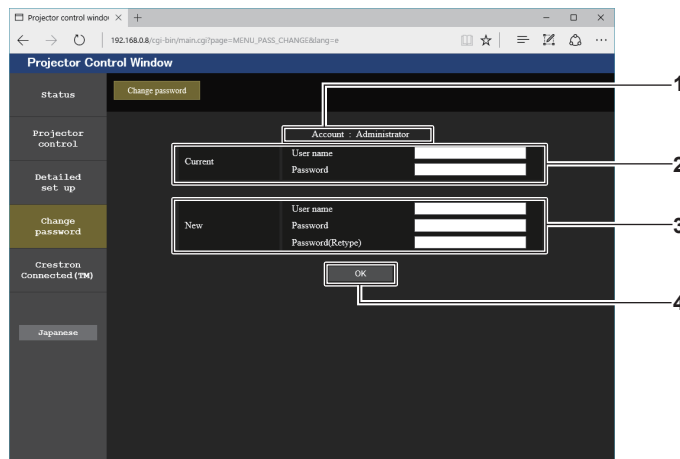 Projector control window
192.168.0.8/cgi-bin/main.cgi?page=MENU_PASS_CHANGE&lang=e
Projector Control Window
Status
Change password
1
Account : Administrator
Projector
control
Current
User name
Password
2
Detailed
set up
Change
password
New
User name
Password
Password(Retype)
3
Crestron
Connected(TM)
OK
4
Japanese